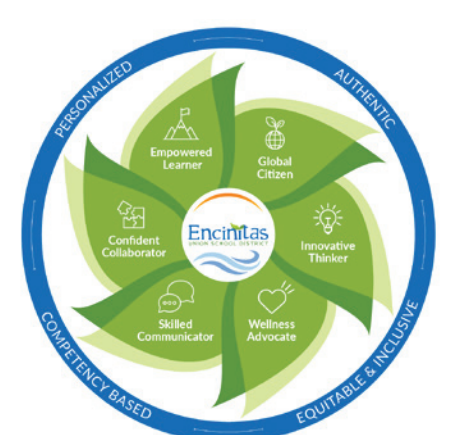 PERSONALIZED
AUTHENTIC
Empowered
Learner
Global
Citizen
Confident
Collaborator
Encinitas
UNION SCHOOL DISTRICT
Innovative
Thinker
Skilled
Communicator
Wellness
Advocate
COMPETENCY BASED
EQUITABLE & INCLUSIVE